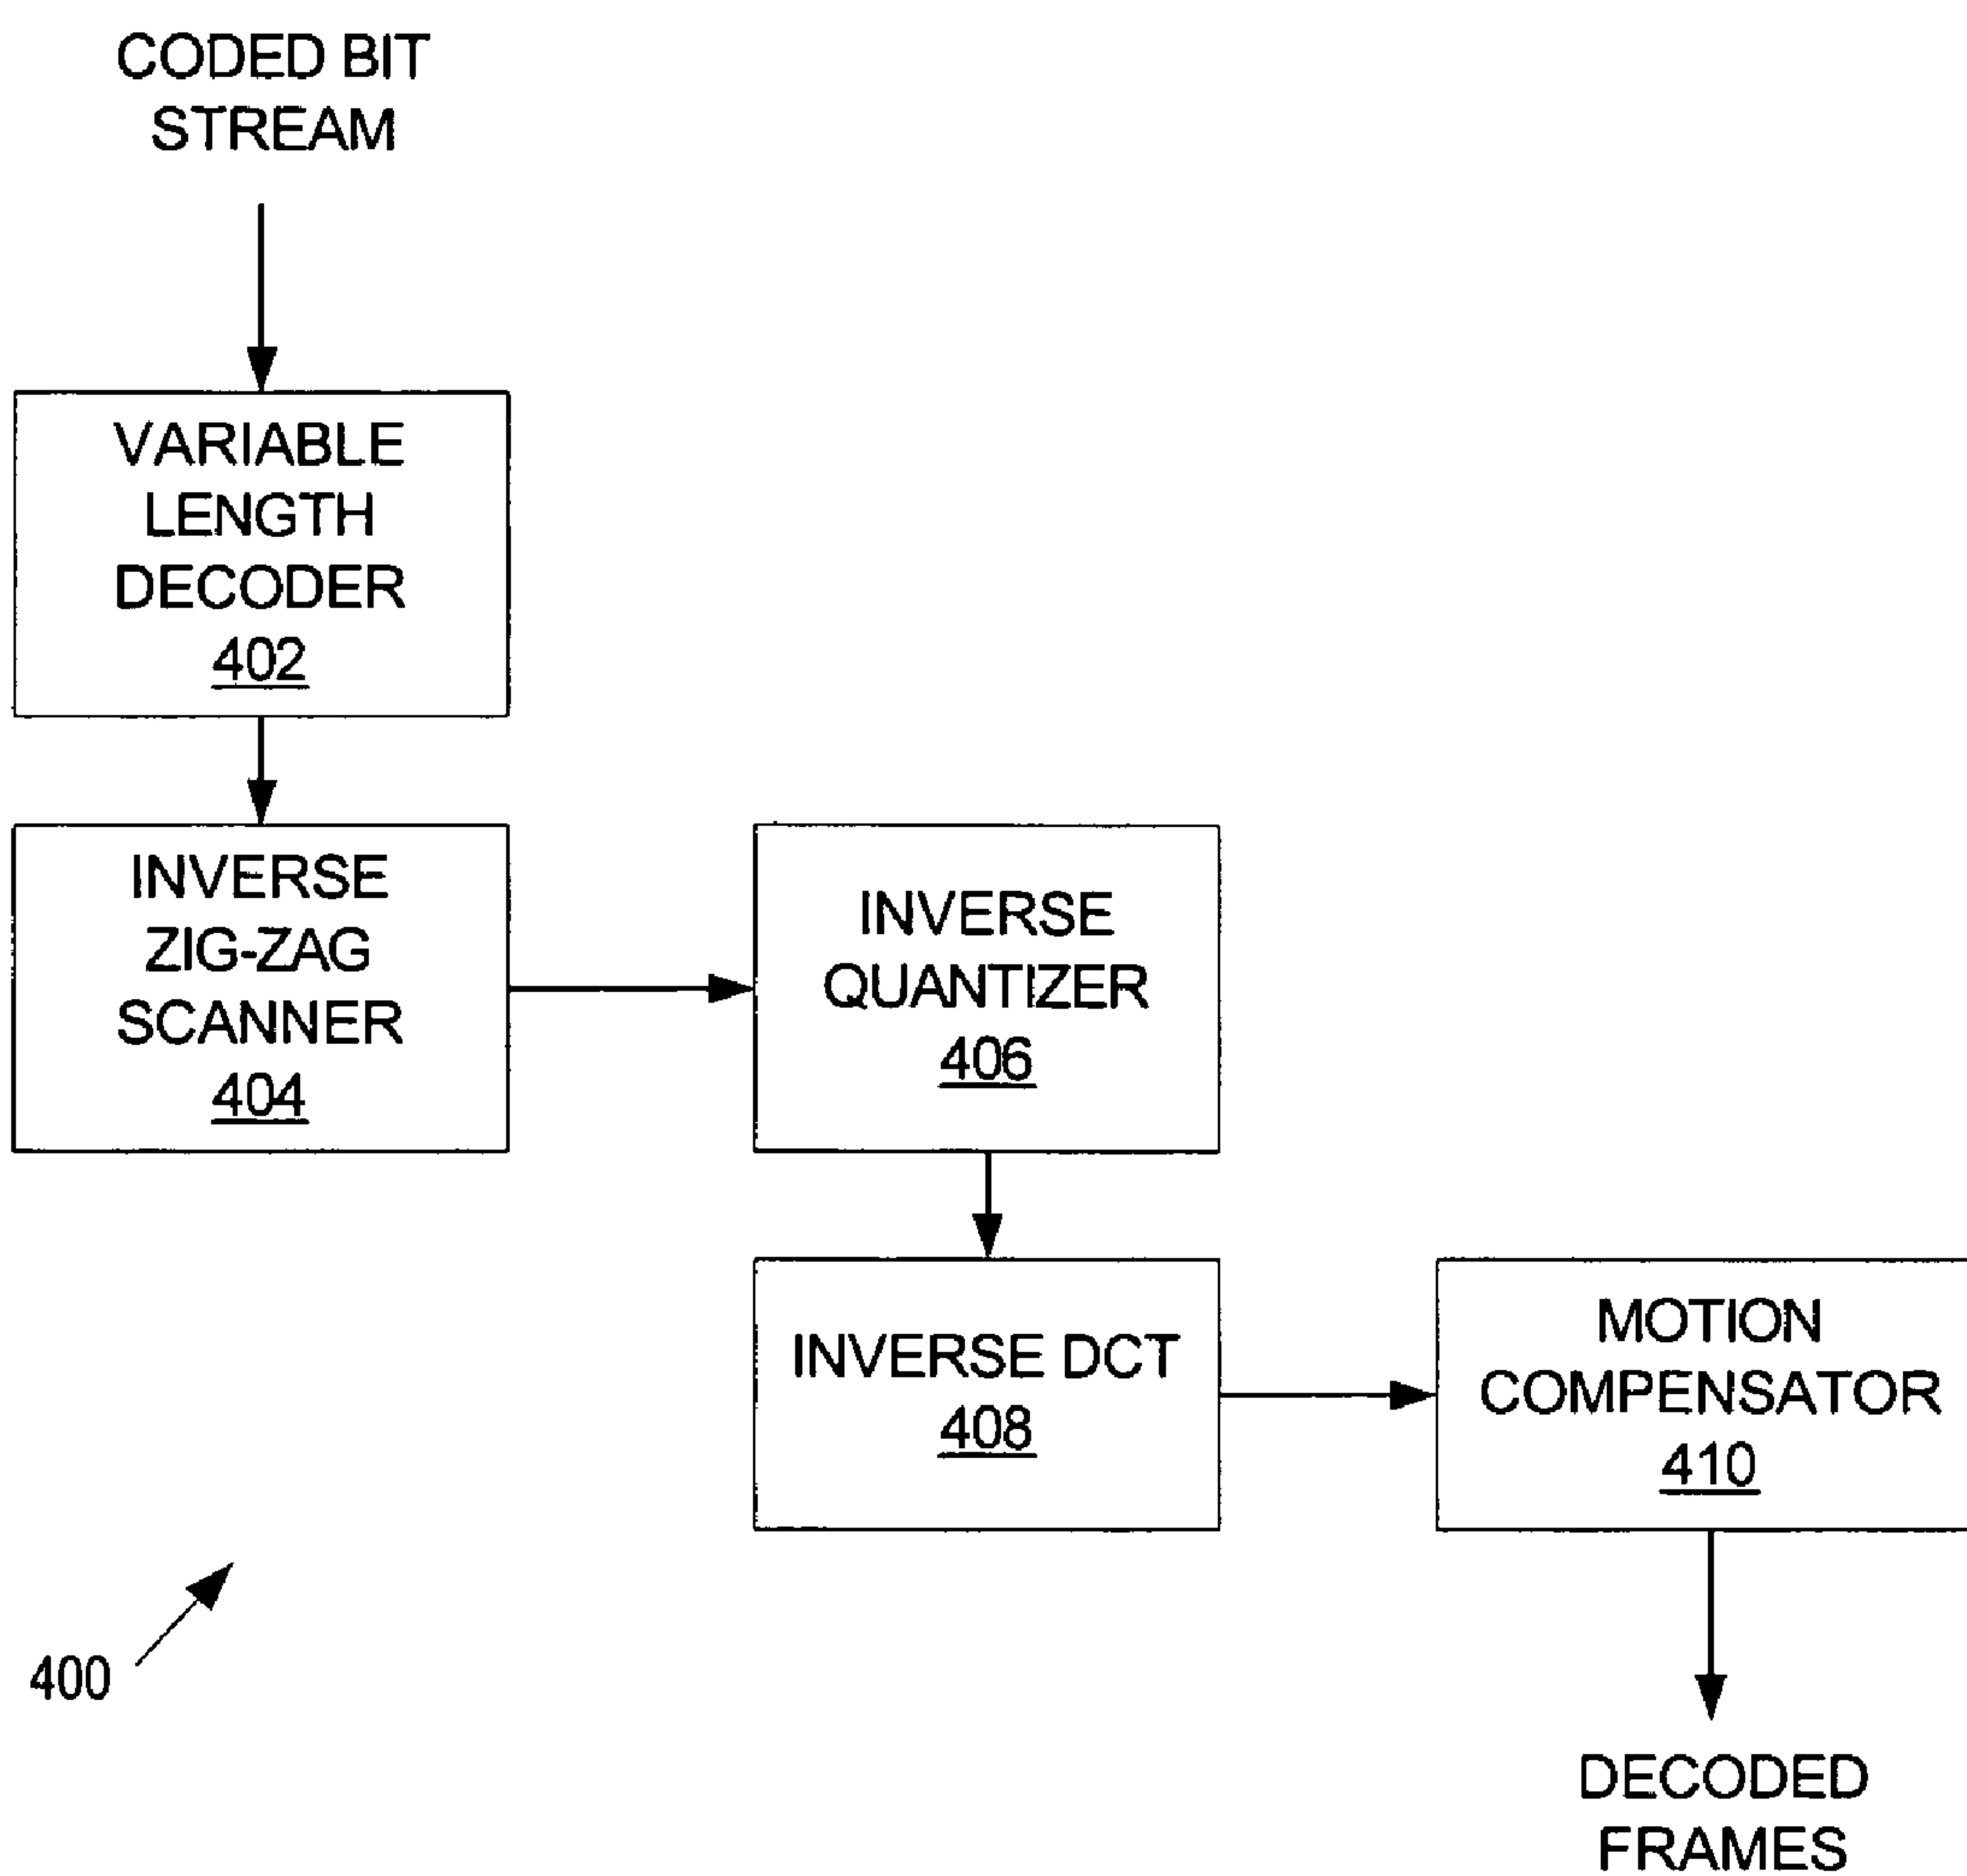 CODED BIT
STREAM
VARIABLE
LENGTH
DECODER
402
INVERSE
ZIG-ZAG
SCANNER
404
INVERSE
QUANTIZER
406
INVERSE DCT
408
MOTION
COMPENSATOR
410
400
DECODED
FRAMES